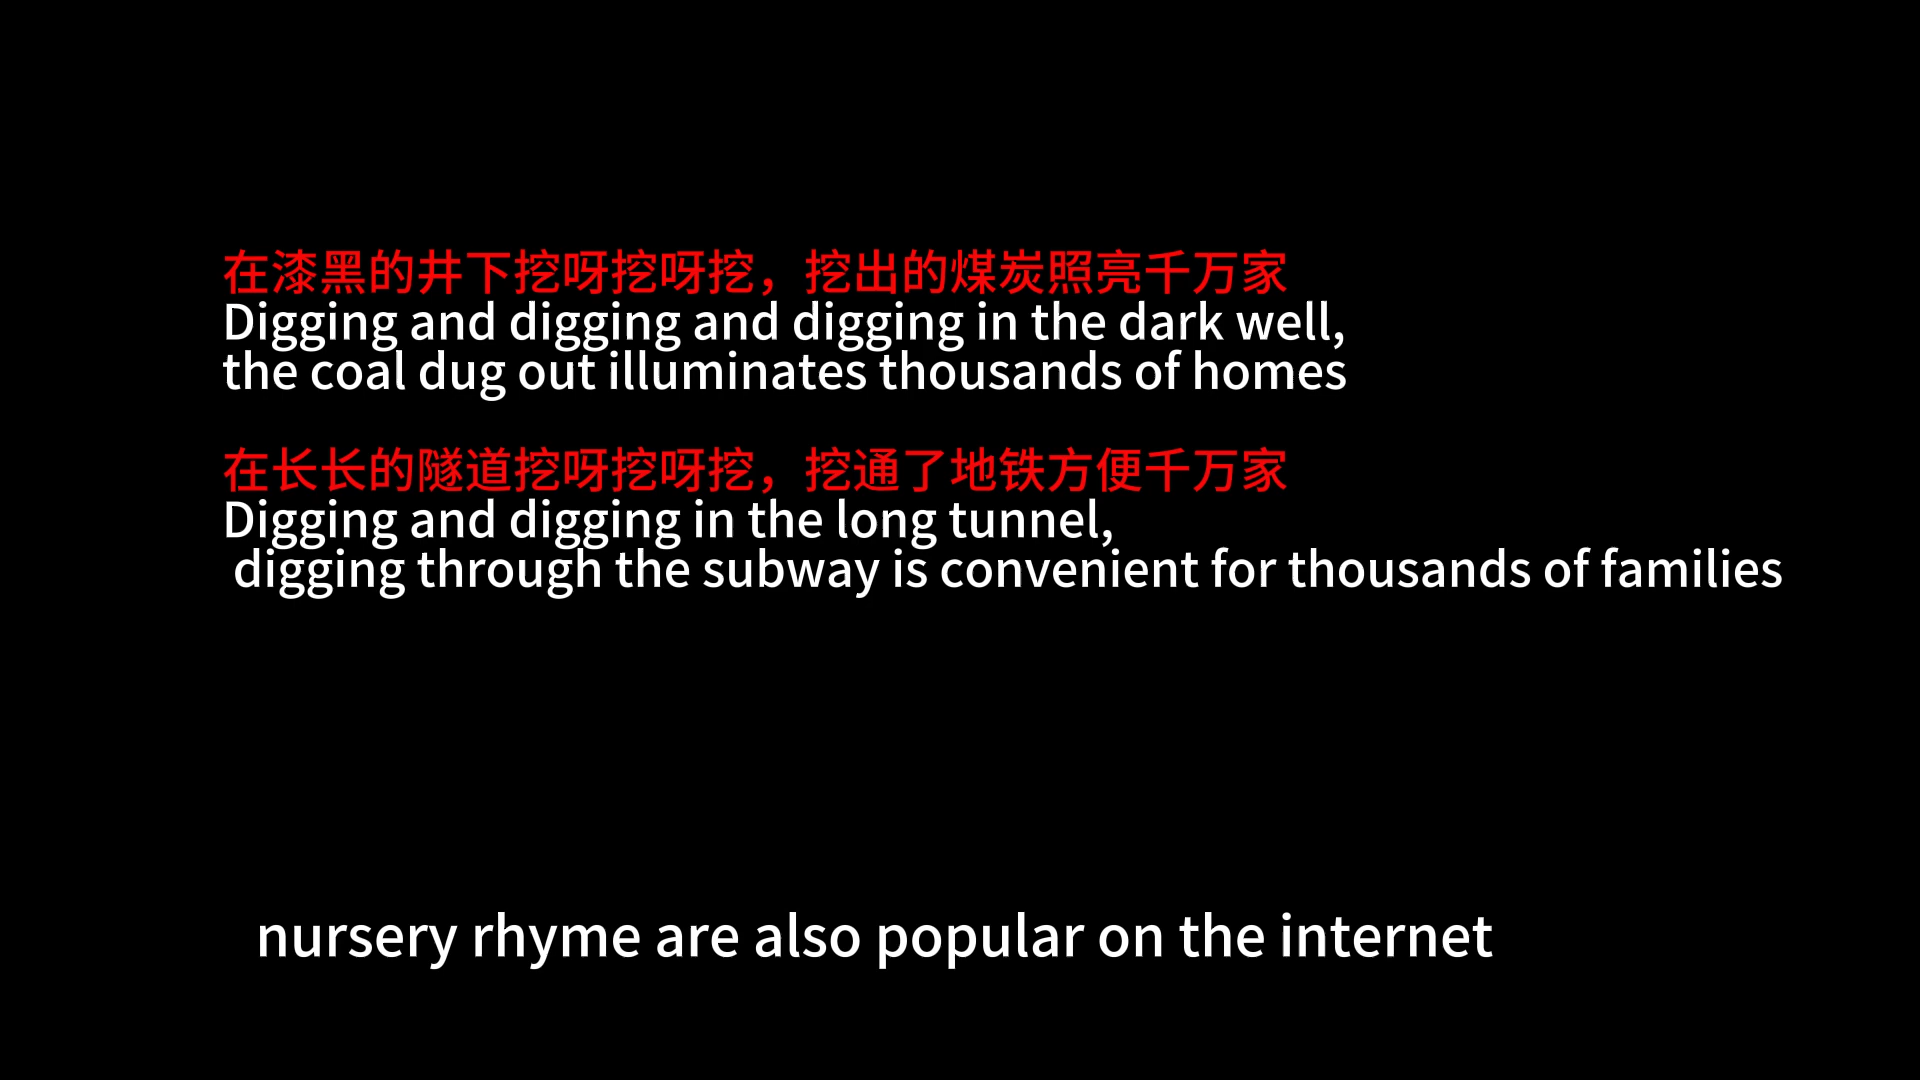 在漆黑的井下挖呀挖呀挖，挖出的煤炭照亮千万家
Digging and digging and digging in the dark well,
the coal dug out illuminates thousands of homes
在长长的隧道挖呀挖呀挖，挖通了地铁方便千万家
Digging and digging in the long tunnel,
digging through the subway is convenient for thousands of families
nursery rhyme are also popular on the internet